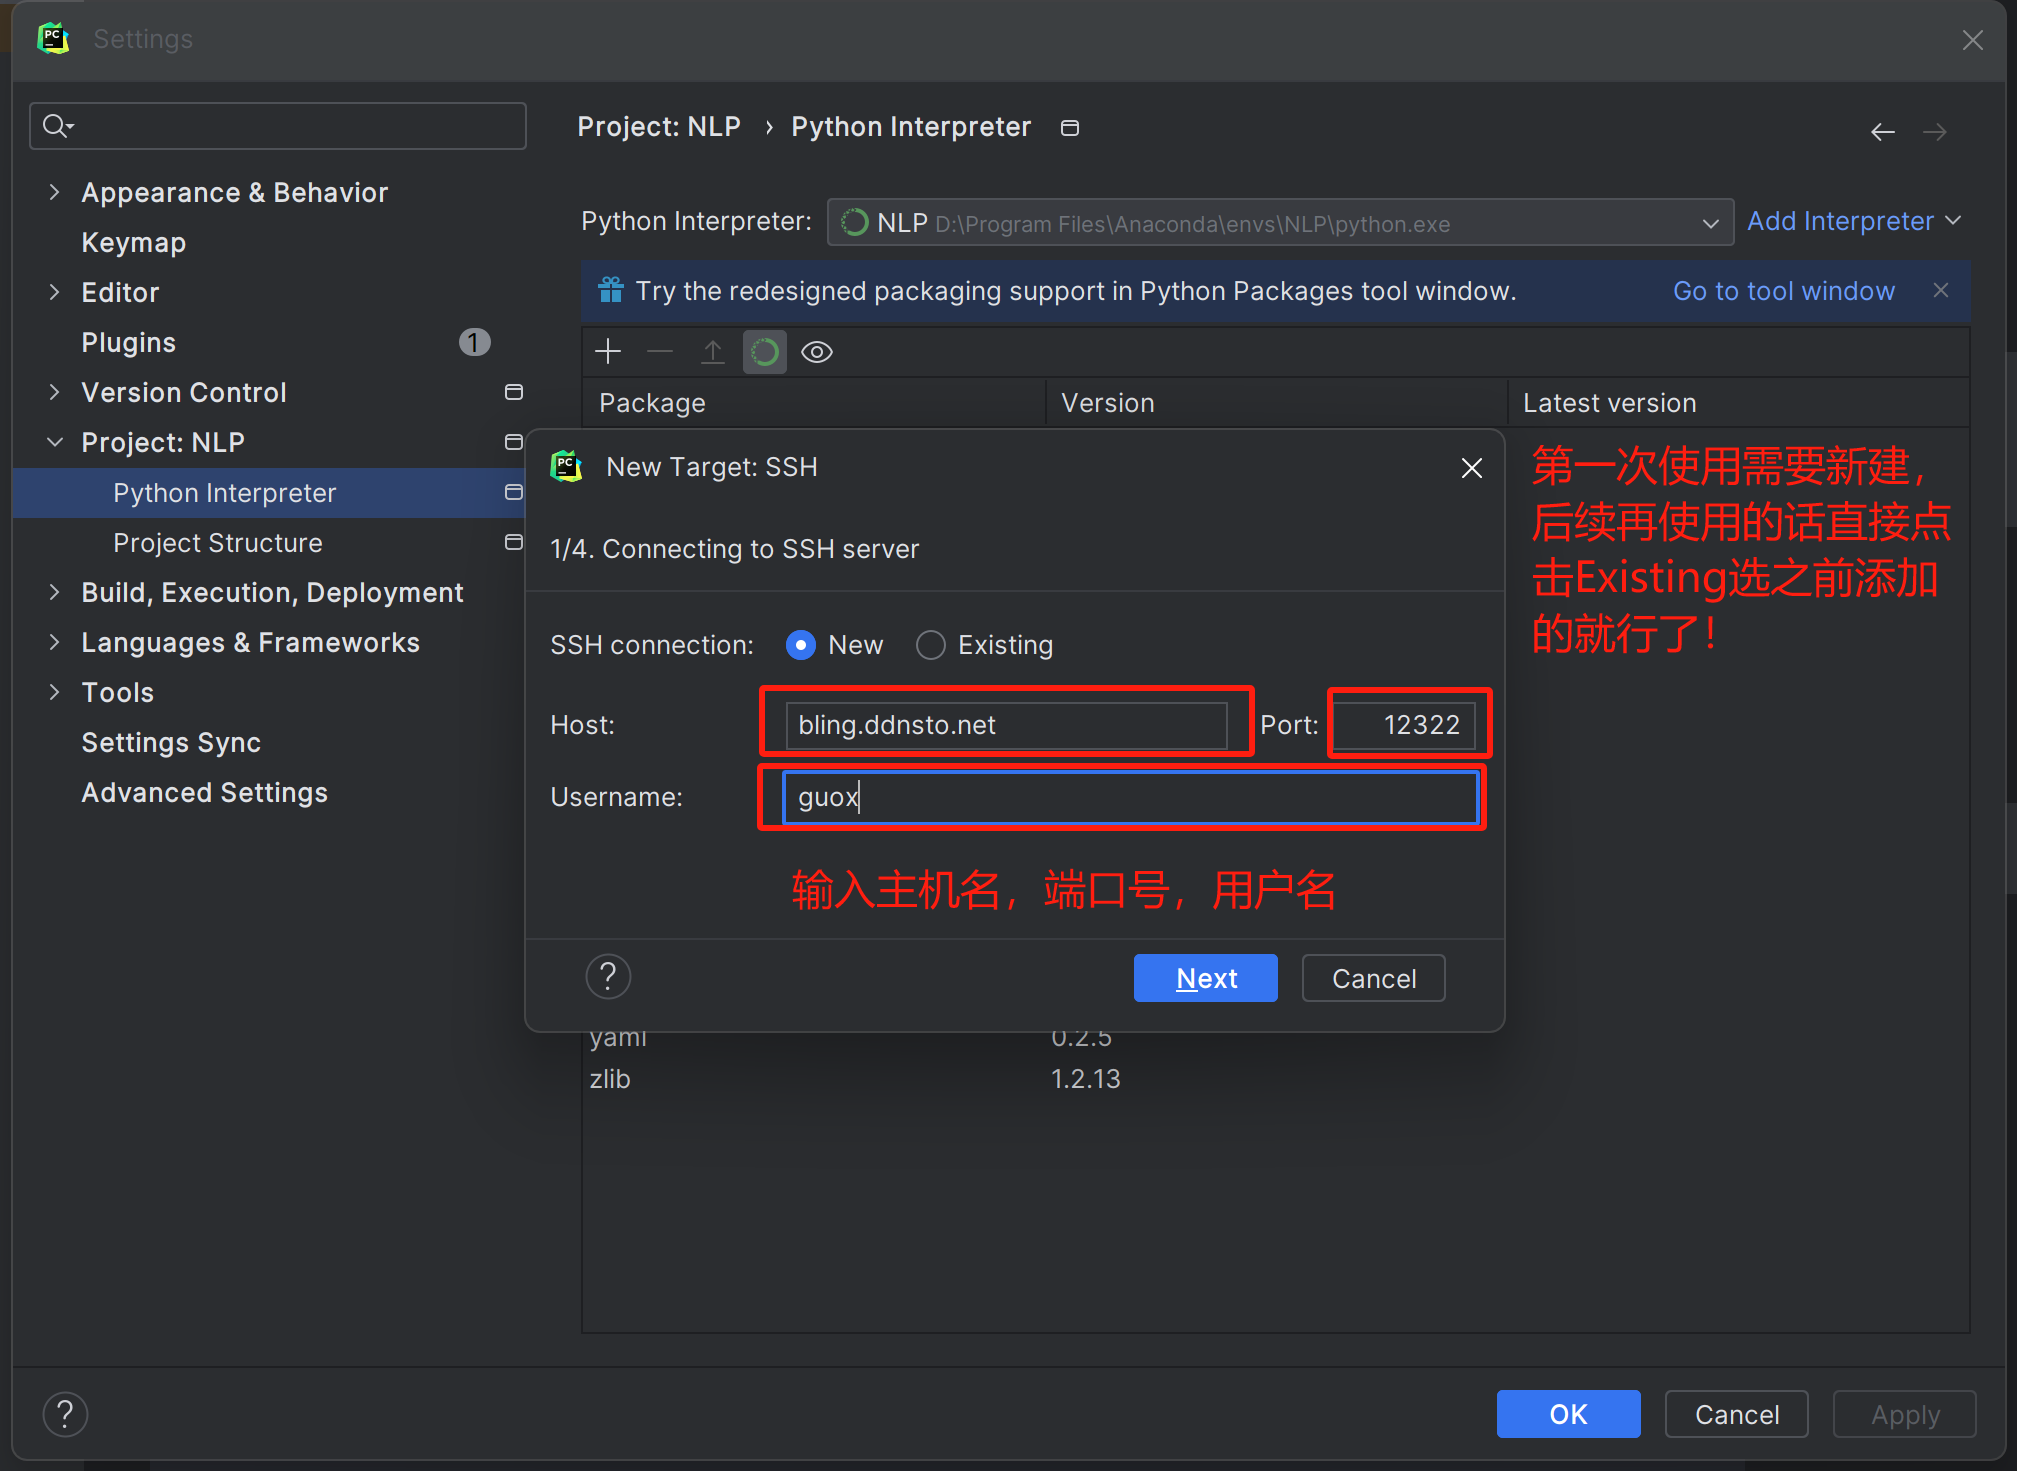 Settings
Project: NLP › Python Interpreter
Appearance & Behavior
Keymap
Editor
Plugins 1
Version Control
Project: NLP
Python Interpreter
Project Structure
Build, Execution, Deployment
Languages & Frameworks
Tools
Settings Sync
Advanced Settings
Python Interpreter: NLP D:\Program Files\Anaconda\envs\NLP\python.exe Add Interpreter
Try the redesigned packaging support in Python Packages tool window. Go to tool window
Package Version Latest version
PC New Target: SSH
1/4. Connecting to SSH server
SSH connection: New Existing
Host: bling.ddnsto.net Port: 12322
Username: guox
输入主机名，端口号，用户名
? Next Cancel
第一次使用需要新建，
后续再使用的话直接点
击Existing选之前添加
的就行了！
yaml 0.2.5
zlib 1.2.13
? OK Cancel Apply